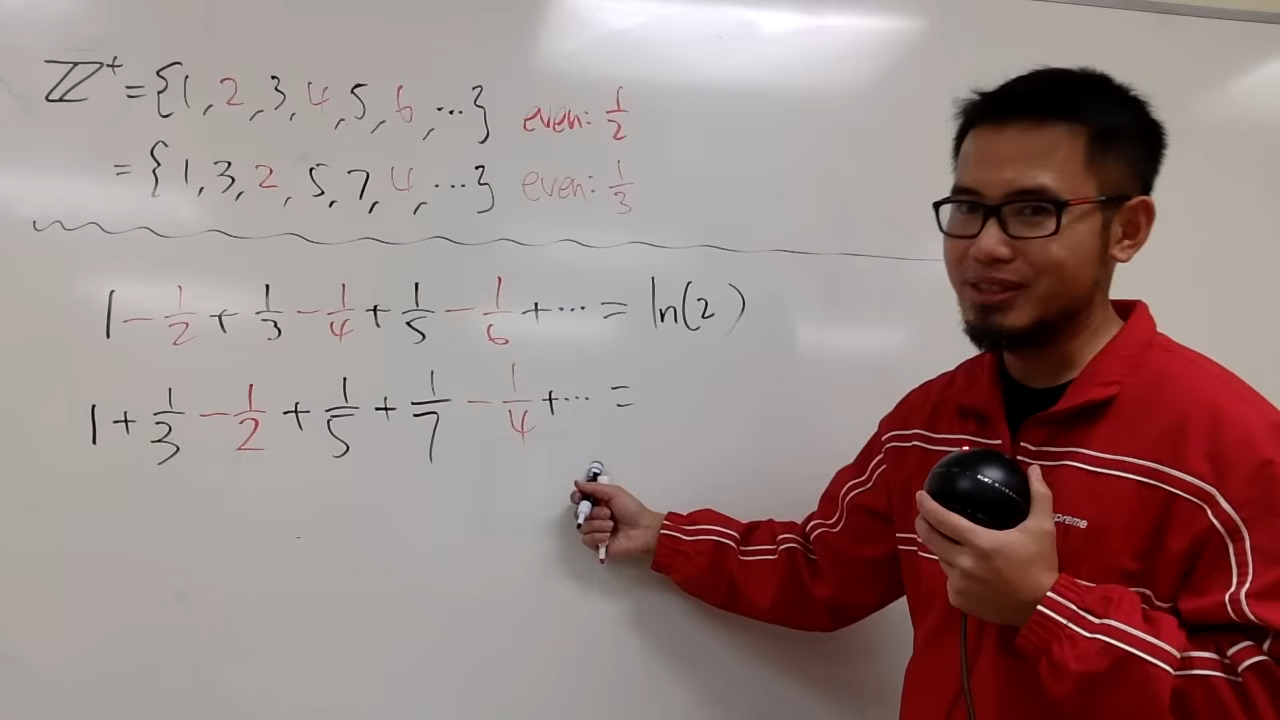 ℤ⁺ = {1, 2, 3, 4, 5, 6, ...} even: 1/2
= {1, 3, 2, 5, 7, 4, ...} even: 1/3
1 - 1/2 + 1/3 - 1/4 + 1/5 - 1/6 + ... = ln(2)
1 + 1/3 - 1/2 + 1/5 + 1/7 - 1/4 + ... =
preme